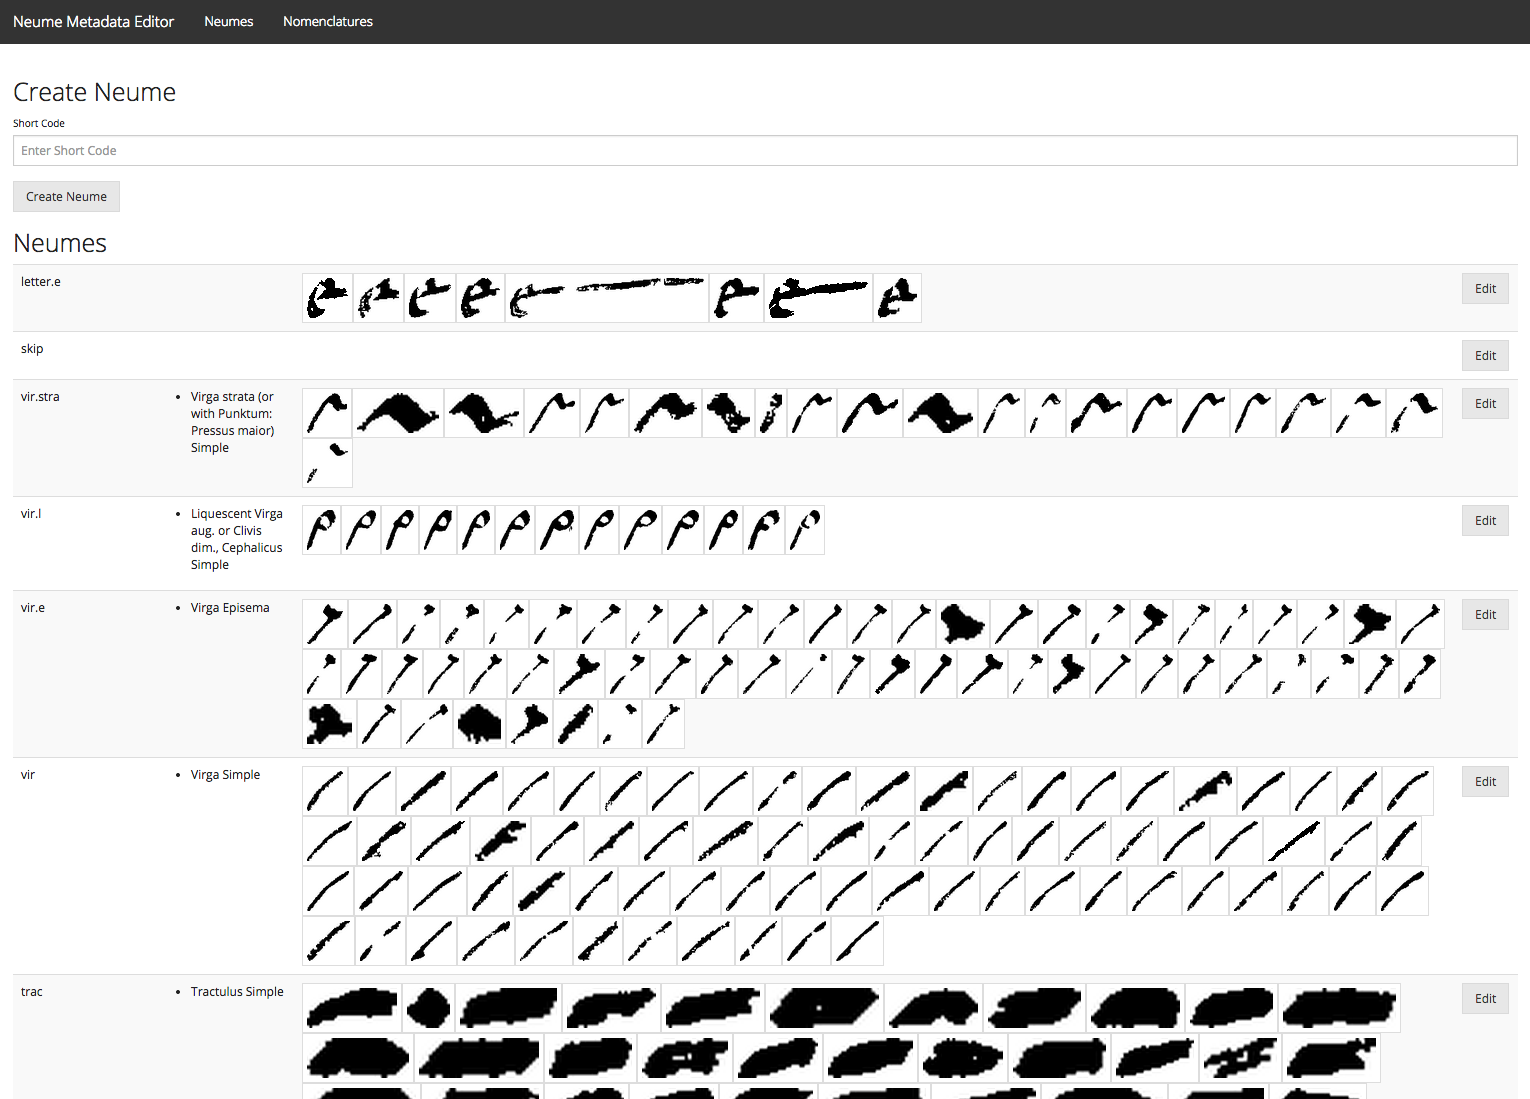 Neume Metadata Editor Neumes Nomenclatures
Create Neume
Short Code
Enter Short Code
Create Neume
Neumes
letter.e
Edit
skip
Edit
vir.stra
• Virga strata (or
with Punktum:
Pressus maior)
Simple
Edit
vir.l
• Liquescent Virga
aug. or Clivis
dim., Cephalicus
Simple
Edit
vir.e
• Virga Episema
Edit
vir
• Virga Simple
Edit
trac
• Tractulus Simple
Edit